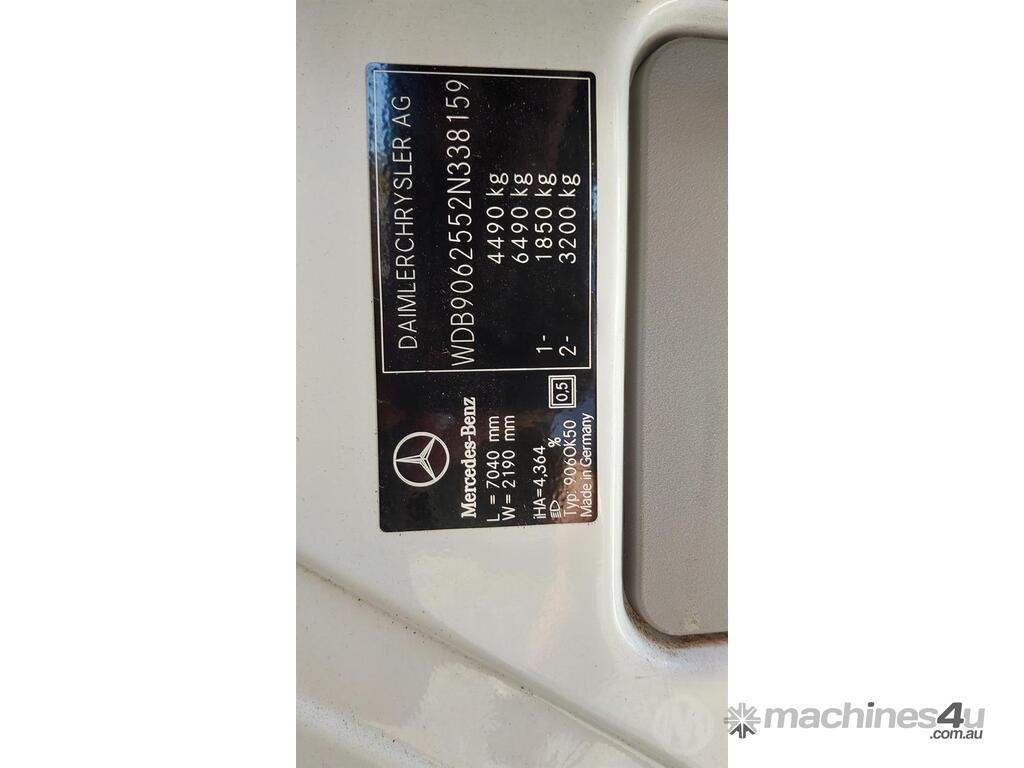 DAIMLERCHRYSLER AG
WDB9062552N338159
4490 kg
6490 kg
1- 1850 kg
2- 3200 kg
Mercedes-Benz
L = 7040 mm
W = 2190 mm
iHA=4,364
%
0,5
Typ: 906OK50
Made in Germany
machines4u
.com.au